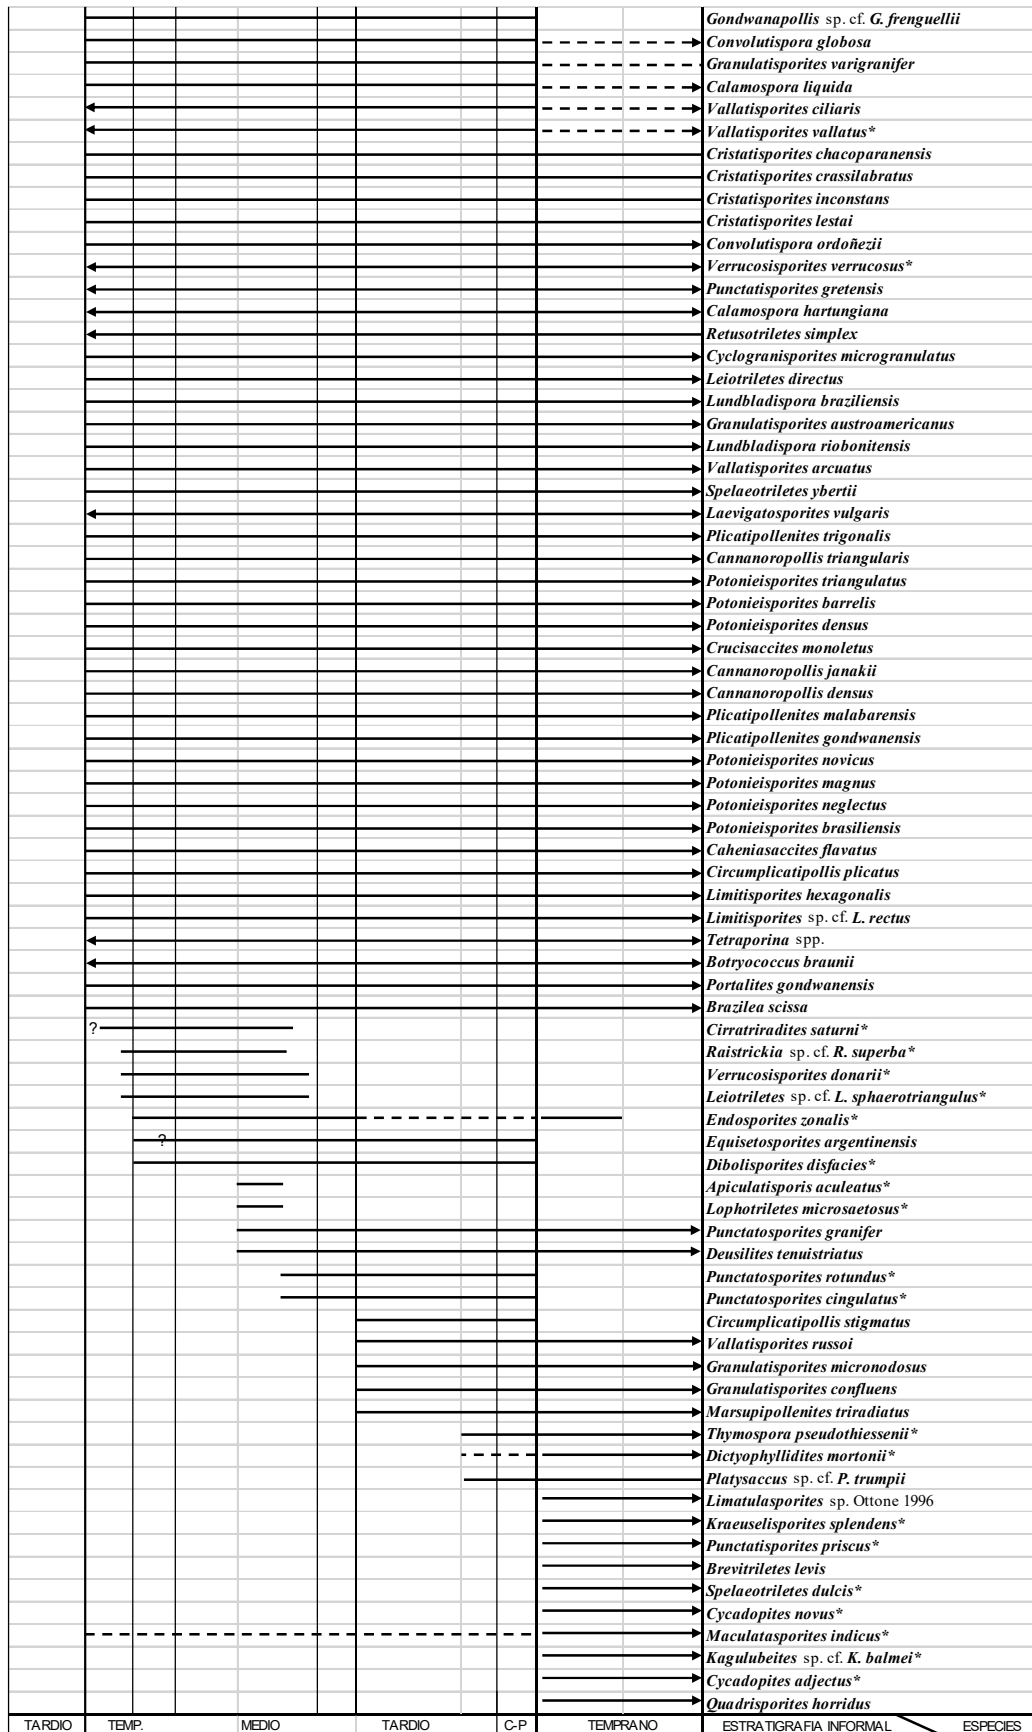 Gondwanapollis sp. cf. G. frenguellii
Convolutispora globosa
Granulatisporites varigranifer
Calamospora liquida
Vallatisporites ciliaris
Vallatisporites vallatus*
Cristatisporites chacoparanensis
Cristatisporites crassilabratus
Cristatisporites inconstans
Cristatisporites lestai
Convolutispora ordoñezii
Verrucosisporites verrucosus*
Punctatisporites gretensis
Calamospora hartungiana
Retusotriletes simplex
Cyclogranisporites microgranulatus
Leiotriletes directus
Lundbladispora braziliensis
Granulatisporites austroamericanus
Lundbladispora riobonitensis
Vallatisporites arcuatus
Spelaeotriletes ybertii
Laevigatosporites vulgaris
Plicatipollenites trigonalis
Cannanoropollis triangularis
Potonieisporites triangulatus
Potonieisporites barrelis
Potonieisporites densus
Crucisaccites monoletus
Cannanoropollis janakii
Cannanoropollis densus
Plicatipollenites malabarensis
Plicatipollenites gondwanensis
Potonieisporites novicus
Potonieisporites magnus
Potonieisporites neglectus
Potonieisporites brasiliensis
Caheniasaccites flavatus
Circumplicatipollis plicatus
Limitisporites hexagonalis
Limitisporites sp. cf. L. rectus
Tetraporina spp.
Botryococcus braunii
Portalites gondwanensis
Brazilea scissa
? Cirratriradites saturni*
Raistrickia sp. cf. R. superba*
Verrucosisporites donarii*
Leiotriletes sp. cf. L. sphaerotriangulus*
Endosporites zonalis*
? Equisetosporites argentinensis
Dibolisporites disfacies*
Apiculatisporis aculeatus*
Lophotriletes microsaetosus*
Punctatosporites granifer
Deusilites tenuistriatus
Punctatosporites rotundus*
Punctatosporites cingulatus*
Circumplicatipollis stigmatus
Vallatisporites russoi
Granulatisporites micronodosus
Granulatisporites confluens
Marsupipollenites triradiatus
Thymospora pseudothiessenii*
Dictyophyllidites mortonii*
Platysaccus sp. cf. P. trumpii
Limatulasporites sp. Ottone 1996
Kraeuselisporites splendens*
Punctatisporites priscus*
Brevitriletes levis
Spelaeotriletes dulcis*
Cycadopites novus*
Maculatasporites indicus*
Kagulubeites sp. cf. K. balmei*
Cycadopites adjectus*
Quadrisporites horridus
TARDIO TEMP. MEDIO TARDIO C-P TEMPRANO ESTRATIGRAFIA INFORMAL ESPECIES